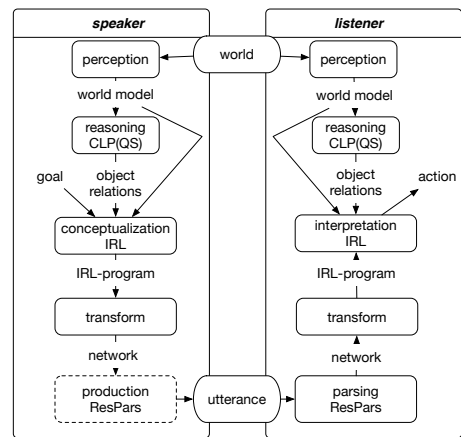 speaker
listener
world
perception
perception
world model
world model
reasoning
CLP(QS)
reasoning
CLP(QS)
goal
object
relations
object
relations
action
conceptualization
IRL
interpretation
IRL
IRL-program
IRL-program
transform
transform
network
network
production
ResPars
utterance
parsing
ResPars